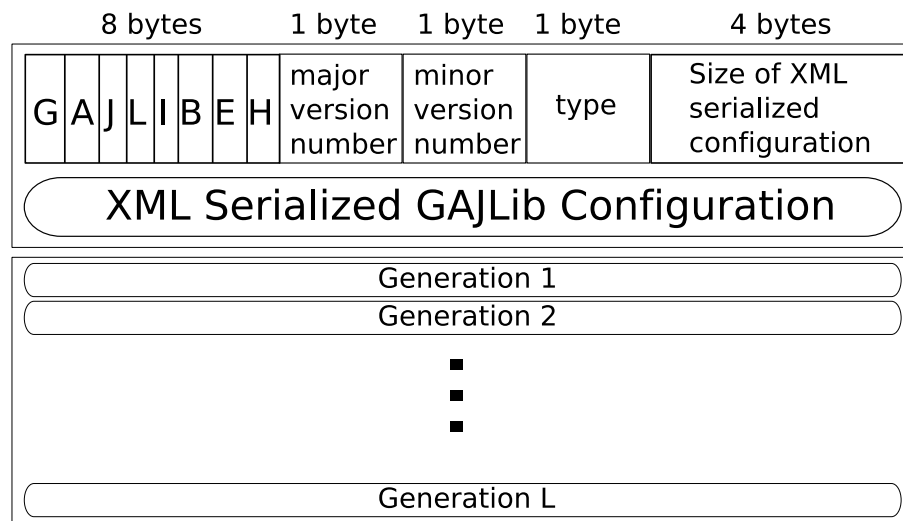 8 bytes 1 byte 1 byte 1 byte 4 bytes
G A J L I B E H
major
version
number
minor
version
number
type
Size of XML
serialized
configuration
XML Serialized GAJLib Configuration
Generation 1
Generation 2
Generation L